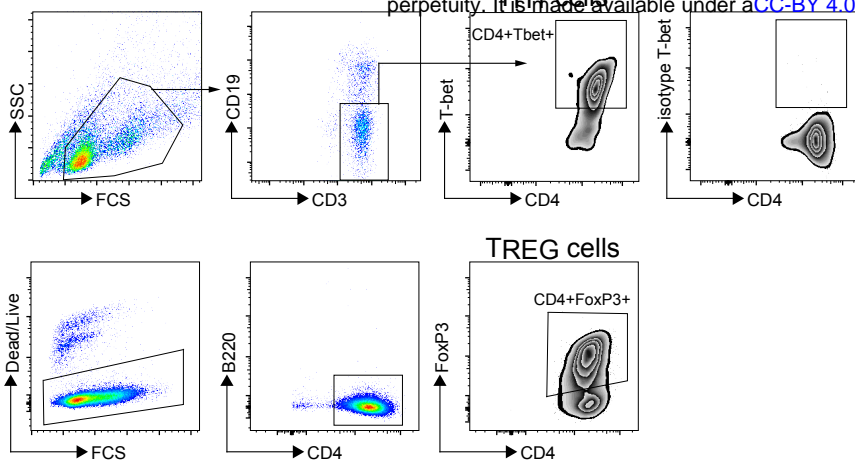 perpetuity. It is made available under a CC-BY 4.0
cells
SSC
FCS
CD19
CD3
CD4+Tbet+
T-bet
CD4
isotype T-bet
CD4
TREG cells
Dead/Live
FCS
B220
CD4
CD4+FoxP3+
FoxP3
CD4